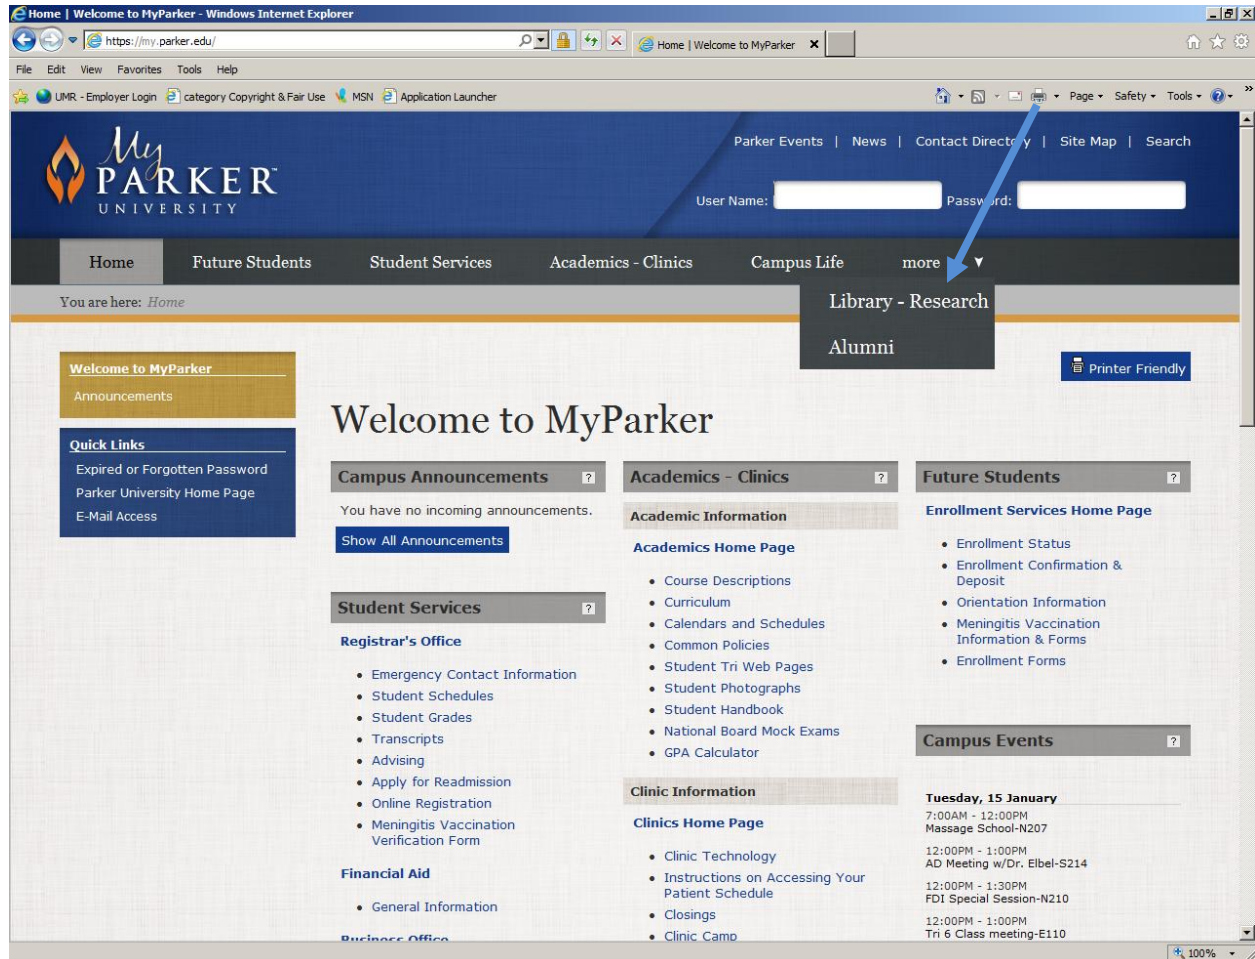 Home | Welcome to MyParker - Windows Internet Explorer
https://my.parker.edu/
Home | Welcome to MyParker
File Edit View Favorites Tools Help
UMR - Employer Login category Copyright & Fair Use MSN Application Launcher
Page Safety Tools
My
PARKER
UNIVERSITY
Parker Events | News | Contact Directory | Site Map | Search
User Name: Password:
Home Future Students Student Services Academics - Clinics Campus Life more
You are here: Home
Library - Research
Alumni
Welcome to MyParker
Announcements
Quick Links
Expired or Forgotten Password
Parker University Home Page
E-Mail Access
Printer Friendly
Welcome to MyParker
Campus Announcements ?
You have no incoming announcements.
Show All Announcements
Student Services ?
Registrar's Office
Emergency Contact Information
Student Schedules
Student Grades
Transcripts
Advising
Apply for Readmission
Online Registration
Meningitis Vaccination
Verification Form
Financial Aid
General Information
Business Office
Academics - Clinics ?
Academic Information
Academics Home Page
Course Descriptions
Curriculum
Calendars and Schedules
Common Policies
Student Tri Web Pages
Student Photographs
Student Handbook
National Board Mock Exams
GPA Calculator
Clinic Information
Clinics Home Page
Clinic Technology
Instructions on Accessing Your
Patient Schedule
Closings
Clinic Camp
Future Students ?
Enrollment Services Home Page
Enrollment Status
Enrollment Confirmation &
Deposit
Orientation Information
Meningitis Vaccination
Information & Forms
Enrollment Forms
Campus Events ?
Tuesday, 15 January
7:00AM - 12:00PM
Massage School-N207
12:00PM - 1:00PM
AD Meeting w/Dr. Elbel-S214
12:00PM - 1:30PM
FDI Special Session-N210
12:00PM - 1:00PM
Tri 6 Class meeting-E110
100%